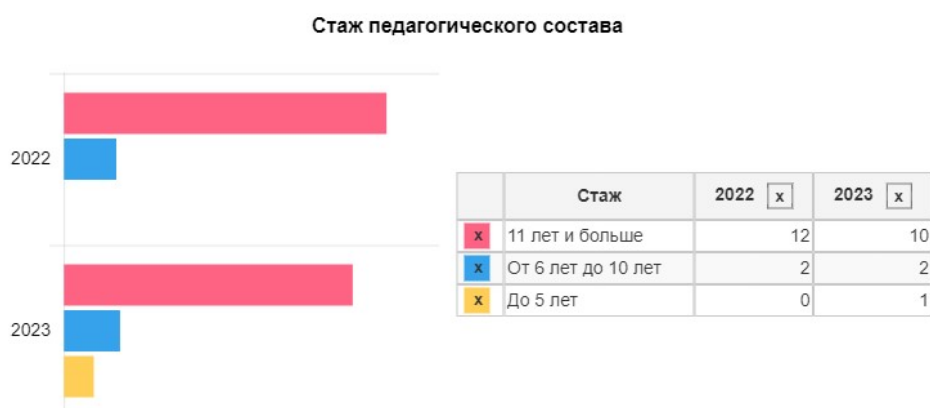 Стаж педагогического состава
2022
2023
Стаж 2022 x 2023 x
x 11 лет и больше 12 10
x От 6 лет до 10 лет 2 2
x До 5 лет 0 1